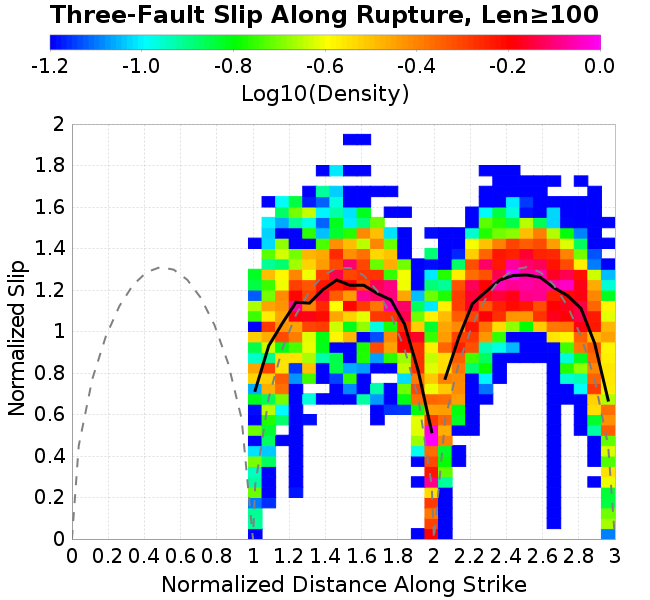 Three-Fault Slip Along Rupture, Len≥100
-1.2 -1.0 -0.8 -0.6 -0.4 -0.2 0.0
Log10(Density)
2
1.8
1.6
1.4
1.2
1
0.8
0.6
0.4
0.2
0
Normalized Slip
0 0.2 0.4 0.6 0.8 1 1.2 1.4 1.6 1.8 2 2.2 2.4 2.6 2.8 3
Normalized Distance Along Strike